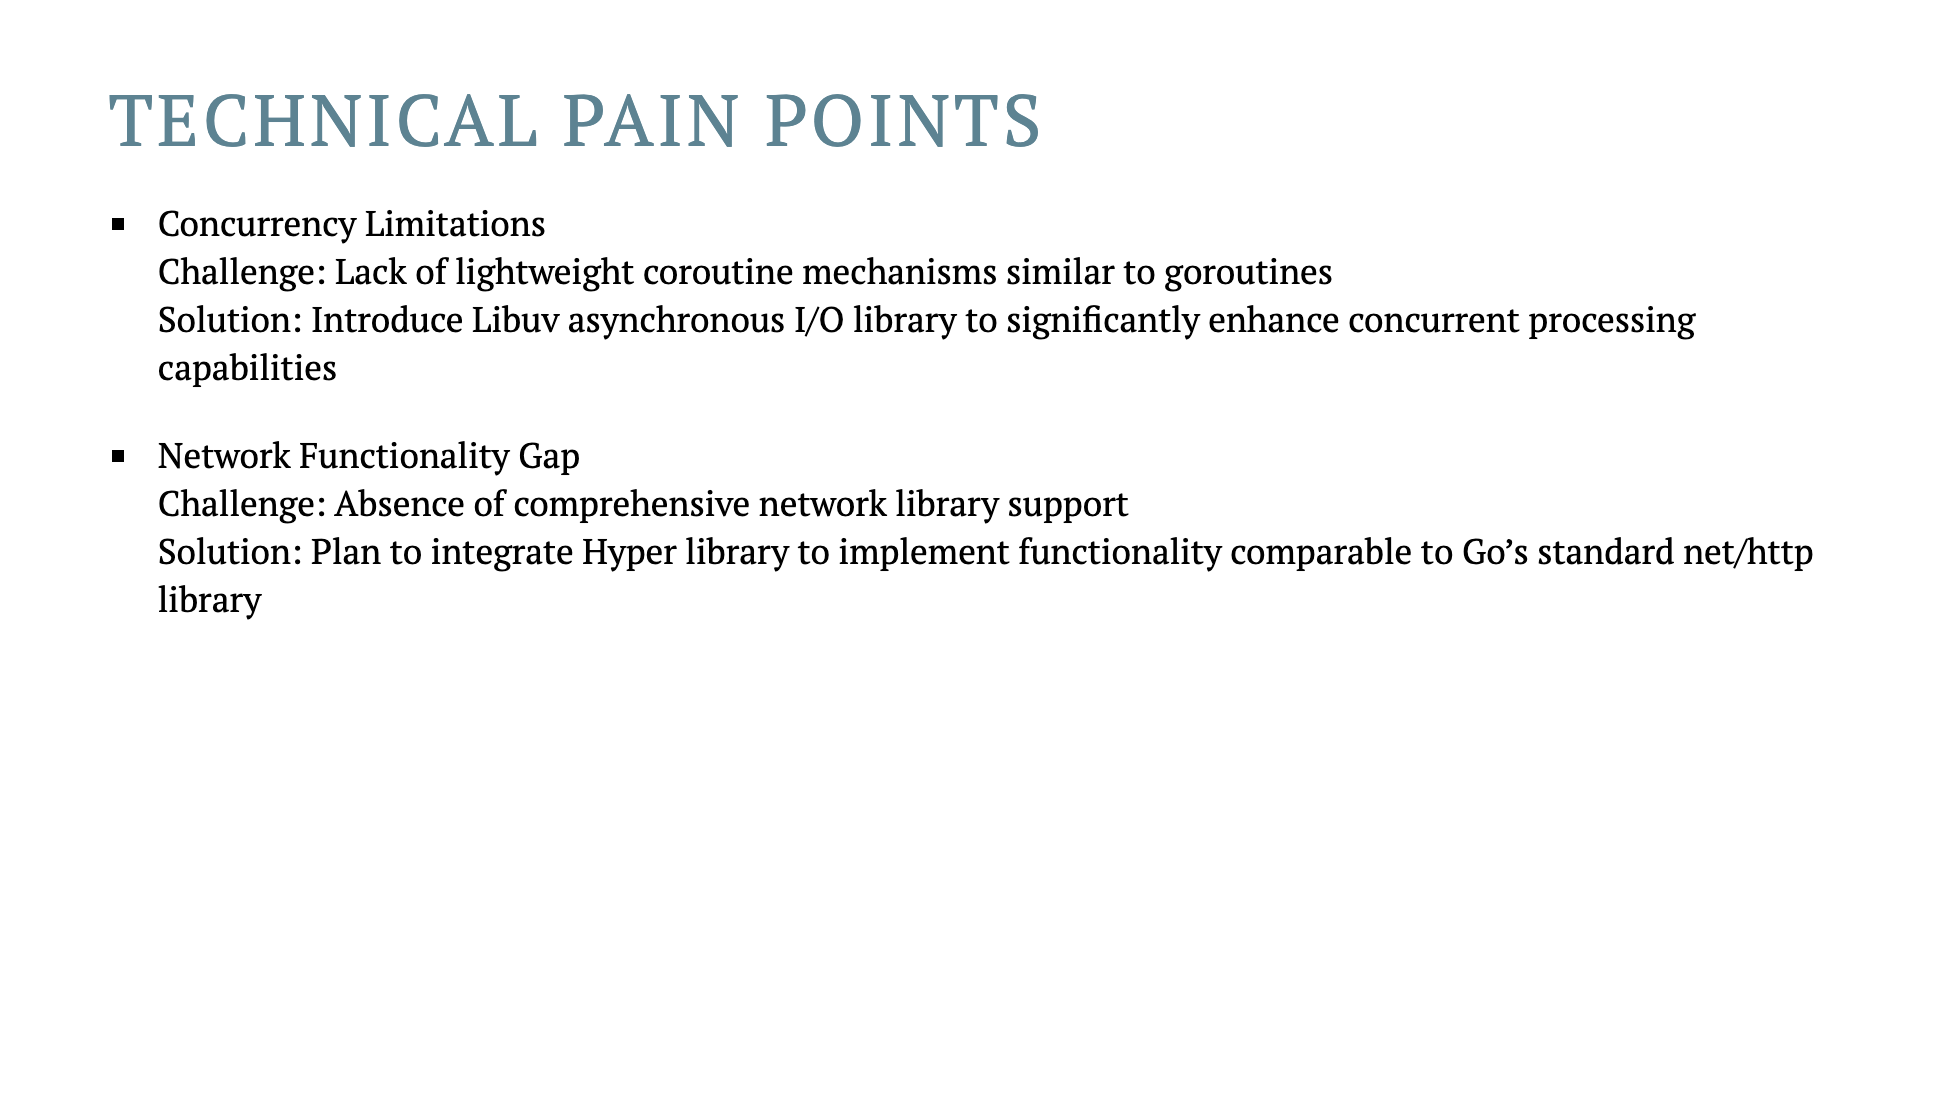 TECHNICAL PAIN POINTS
▪ Concurrency Limitations
Challenge: Lack of lightweight coroutine mechanisms similar to goroutines
Solution: Introduce Libuv asynchronous I/O library to significantly enhance concurrent processing
capabilities
▪ Network Functionality Gap
Challenge: Absence of comprehensive network library support
Solution: Plan to integrate Hyper library to implement functionality comparable to Go’s standard net/http
library